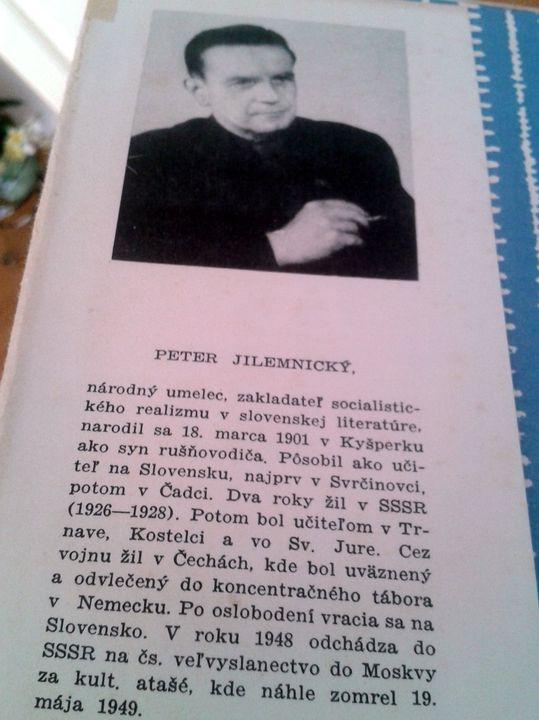 PETER JILEMNICKÝ,
národný umelec, zakladateľ socialistic-
kého realizmu v slovenskej literatúre,
narodil sa 18. marca 1901 v Kyšperku
ako syn rušňovodiča. Pôsobil ako uči-
teľ na Slovensku, najprv v Svrčinovci,
potom v Čadci. Dva roky žil v SSSR
(1926—1928). Potom bol učiteľom v Tr-
nave, Kostelci a vo Sv. Jure. Cez
vojnu žil v Čechách, kde bol uväznený
a odvlečený do koncentračného tábora
v Nemecku. Po oslobodení vracia sa na
Slovensko. V roku 1948 odchádza do
SSSR na čs. veľvyslanectvo do Moskvy
za kult. atašé, kde náhle zomrel 19.
mája 1949.